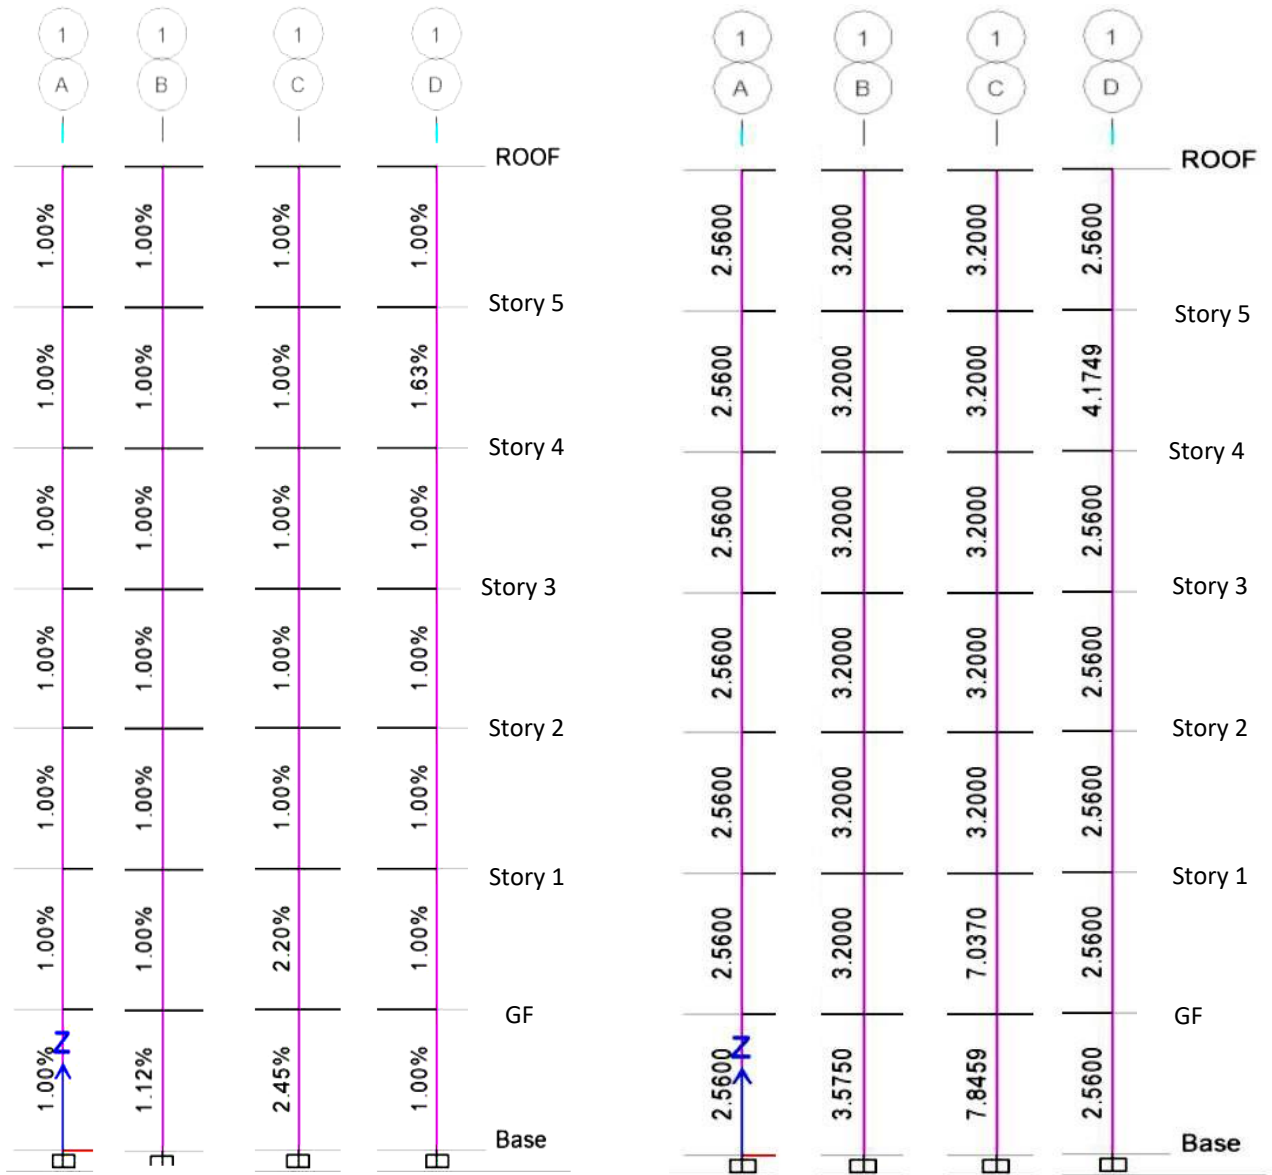 1 1 1 1
A B C D
ROOF
1.00% 1.00% 1.00% 1.00%
Story 5
1.00% 1.00% 1.00% 1.63%
Story 4
1.00% 1.00% 1.00% 1.00%
Story 3
1.00% 1.00% 1.00% 1.00%
Story 2
1.00% 1.00% 1.00% 1.00%
Story 1
1.00% 1.00% 2.20% 1.00%
GF
Z
1.00% 1.12% 2.45% 1.00%
Base
1 1 1 1
A B C D
ROOF
2.5600 3.2000 3.2000 2.5600
Story 5
2.5600 3.2000 3.2000 4.1749
Story 4
2.5600 3.2000 3.2000 2.5600
Story 3
2.5600 3.2000 3.2000 2.5600
Story 2
2.5600 3.2000 3.2000 2.5600
Story 1
2.5600 3.2000 7.0370 2.5600
GF
Z
2.5600 3.5750 7.8459 2.5600
Base